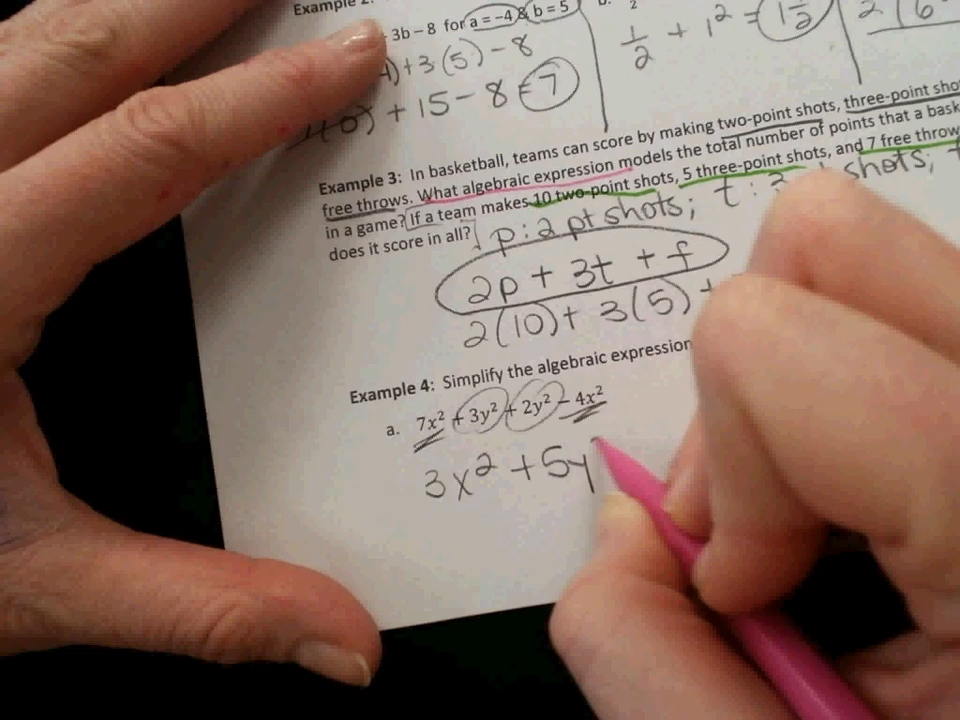 Example 2:
3b – 8 for a = –4 & b = 5 b. 2
) + 3 (5) – 8 1/2 + 1² = 1 1/2 2 6
+ 15 – 8 = 7
Example 3: In basketball, teams can score by making two-point shots, three-point
free throws. What algebraic expression models the total number of points that a
in a game? If a team makes 10 two-point shots, 5 three-point shots, and 7 free
does it score in all? p: 2 pt shots; t: 3 shots;
2p + 3t + f
2(10) + 3(5) +
Example 4: Simplify the algebraic expression
a. 7x² + 3y² + 2y² – 4x²
3x² + 5y